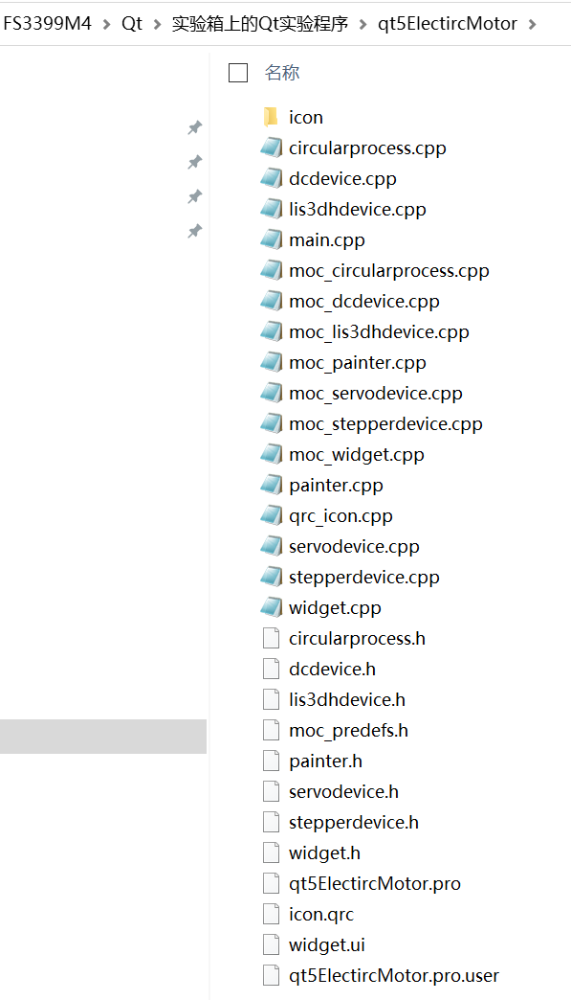 FS3399M4 > Qt > 实验箱上的Qt实验程序 > qt5ElectircMotor >
名称
icon
circularprocess.cpp
dcdevice.cpp
lis3dhdevice.cpp
main.cpp
moc_circularprocess.cpp
moc_dcdevice.cpp
moc_lis3dhdevice.cpp
moc_painter.cpp
moc_servodevice.cpp
moc_stepperdevice.cpp
moc_widget.cpp
painter.cpp
qrc_icon.cpp
servodevice.cpp
stepperdevice.cpp
widget.cpp
circularprocess.h
dcdevice.h
lis3dhdevice.h
moc_predefs.h
painter.h
servodevice.h
stepperdevice.h
widget.h
qt5ElectircMotor.pro
icon.qrc
widget.ui
qt5ElectircMotor.pro.user